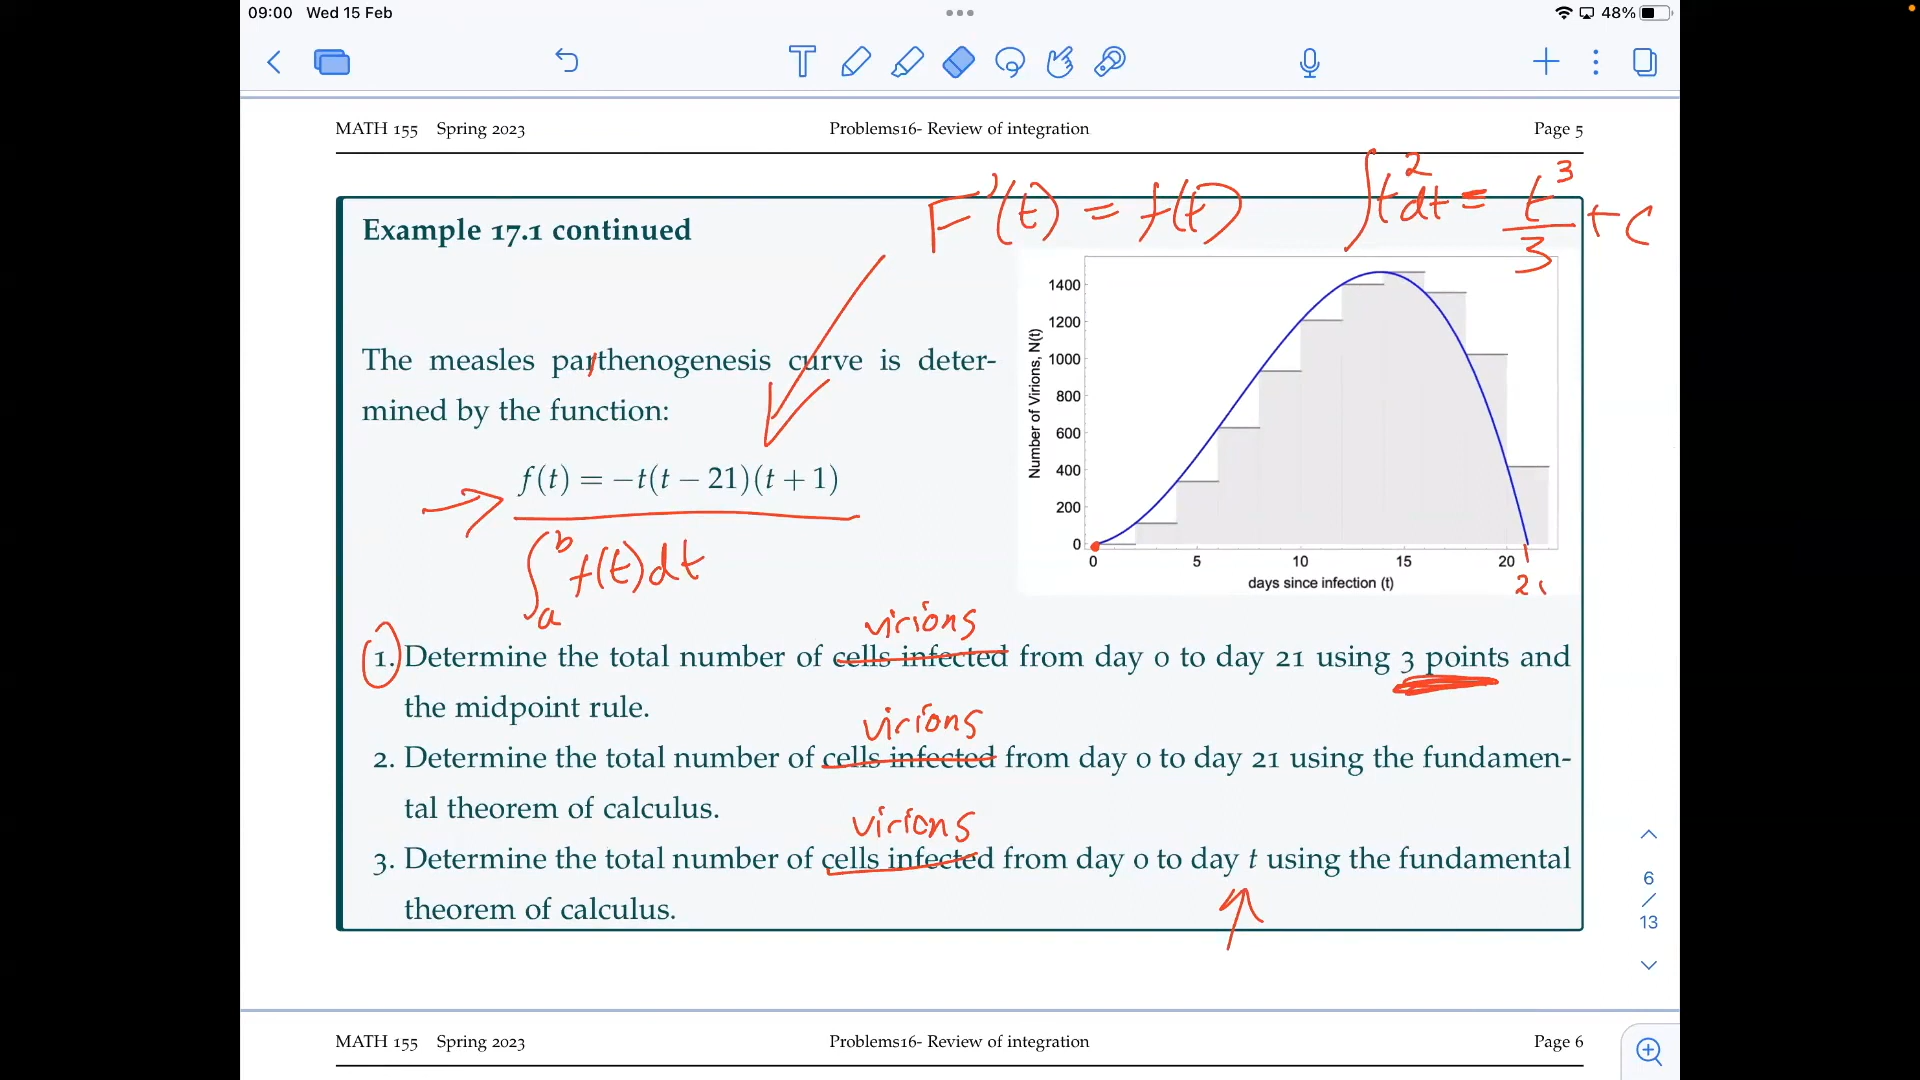 09:00 Wed 15 Feb
48%
MATH 155 Spring 2023 Problems16- Review of integration Page 5
F'(t) = f(t) ∫t²dt = t³/3 + C
Example 17.1 continued
The measles parthenogenesis curve is deter-
mined by the function:
f(t) = −t(t − 21)(t + 1)
∫ₐᵇ f(t)dt
Number of Virions, N(t)
1400
1200
1000
800
600
400
200
0
0 5 10 15 20
21
days since infection (t)
virions
1. Determine the total number of cells infected from day 0 to day 21 using 3 points and
the midpoint rule.
virions
2. Determine the total number of cells infected from day 0 to day 21 using the fundamen-
tal theorem of calculus.
virions
3. Determine the total number of cells infected from day 0 to day t using the fundamental
theorem of calculus.
6
/
13
MATH 155 Spring 2023 Problems16- Review of integration Page 6